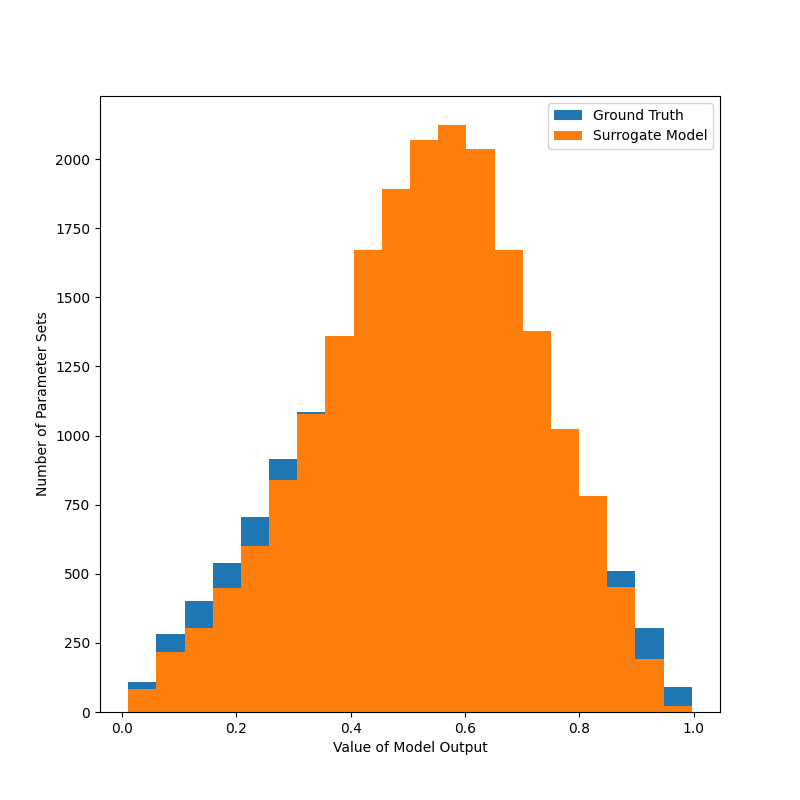 Ground Truth
Surrogate Model
2000
1750
1500
1250
1000
750
500
250
0
Number of Parameter Sets
0.0 0.2 0.4 0.6 0.8 1.0
Value of Model Output